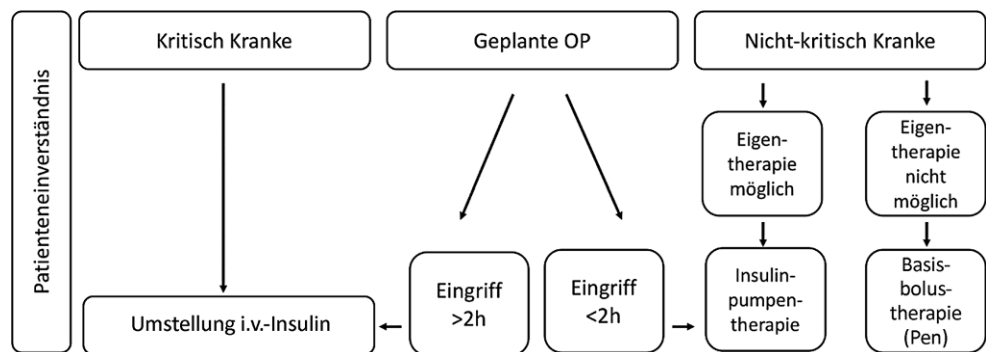 Patienteneinverständnis
Kritisch Kranke
Geplante OP
Nicht-kritisch Kranke
Eigen-
therapie
möglich
Eigen-
therapie
nicht
möglich
Eingriff
>2h
Eingriff
<2h
Insulin-
pumpen-
therapie
Basis-
bolus-
therapie
(Pen)
Umstellung i.v.-Insulin